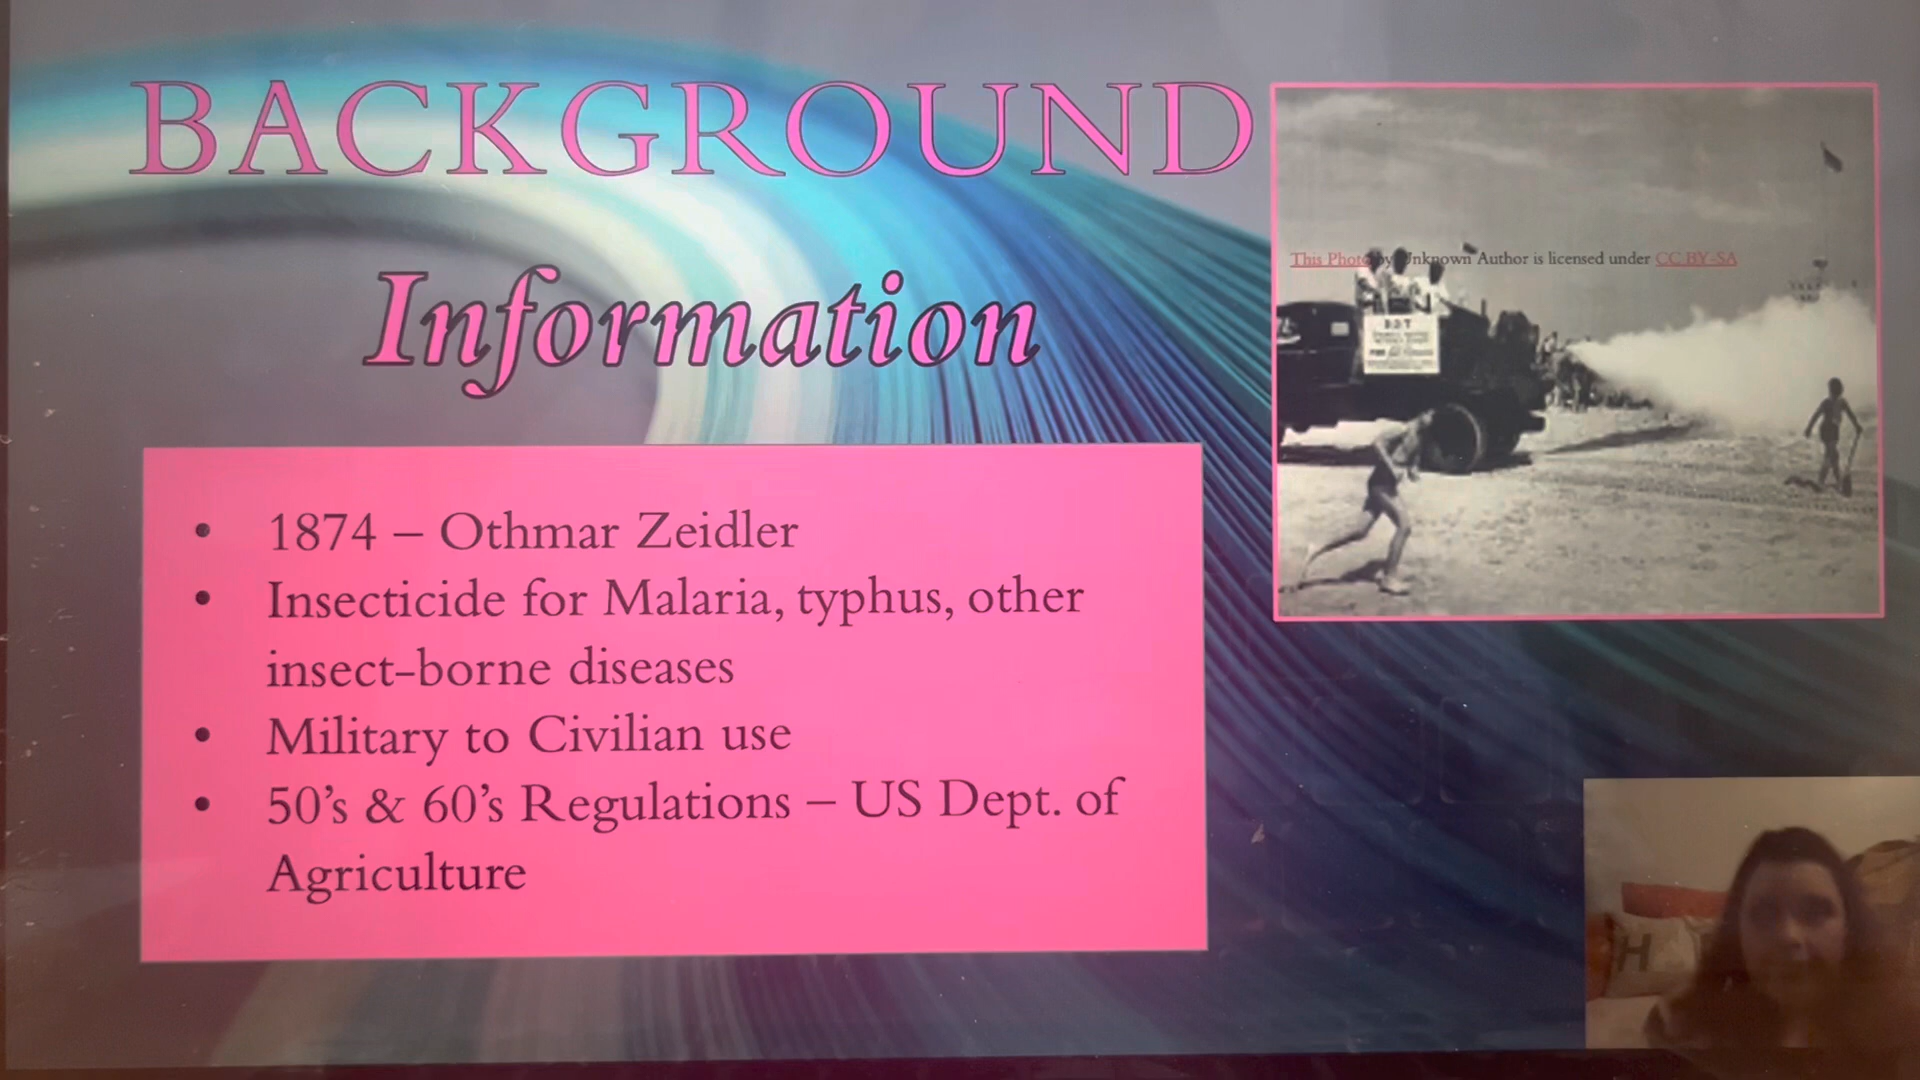 BACKGROUND
Information
• 1874 – Othmar Zeidler
• Insecticide for Malaria, typhus, other
insect-borne diseases
• Military to Civilian use
• 50's & 60's Regulations – US Dept. of
Agriculture
This Photo by Unknown Author is licensed under CC BY-SA
D.D.T
H